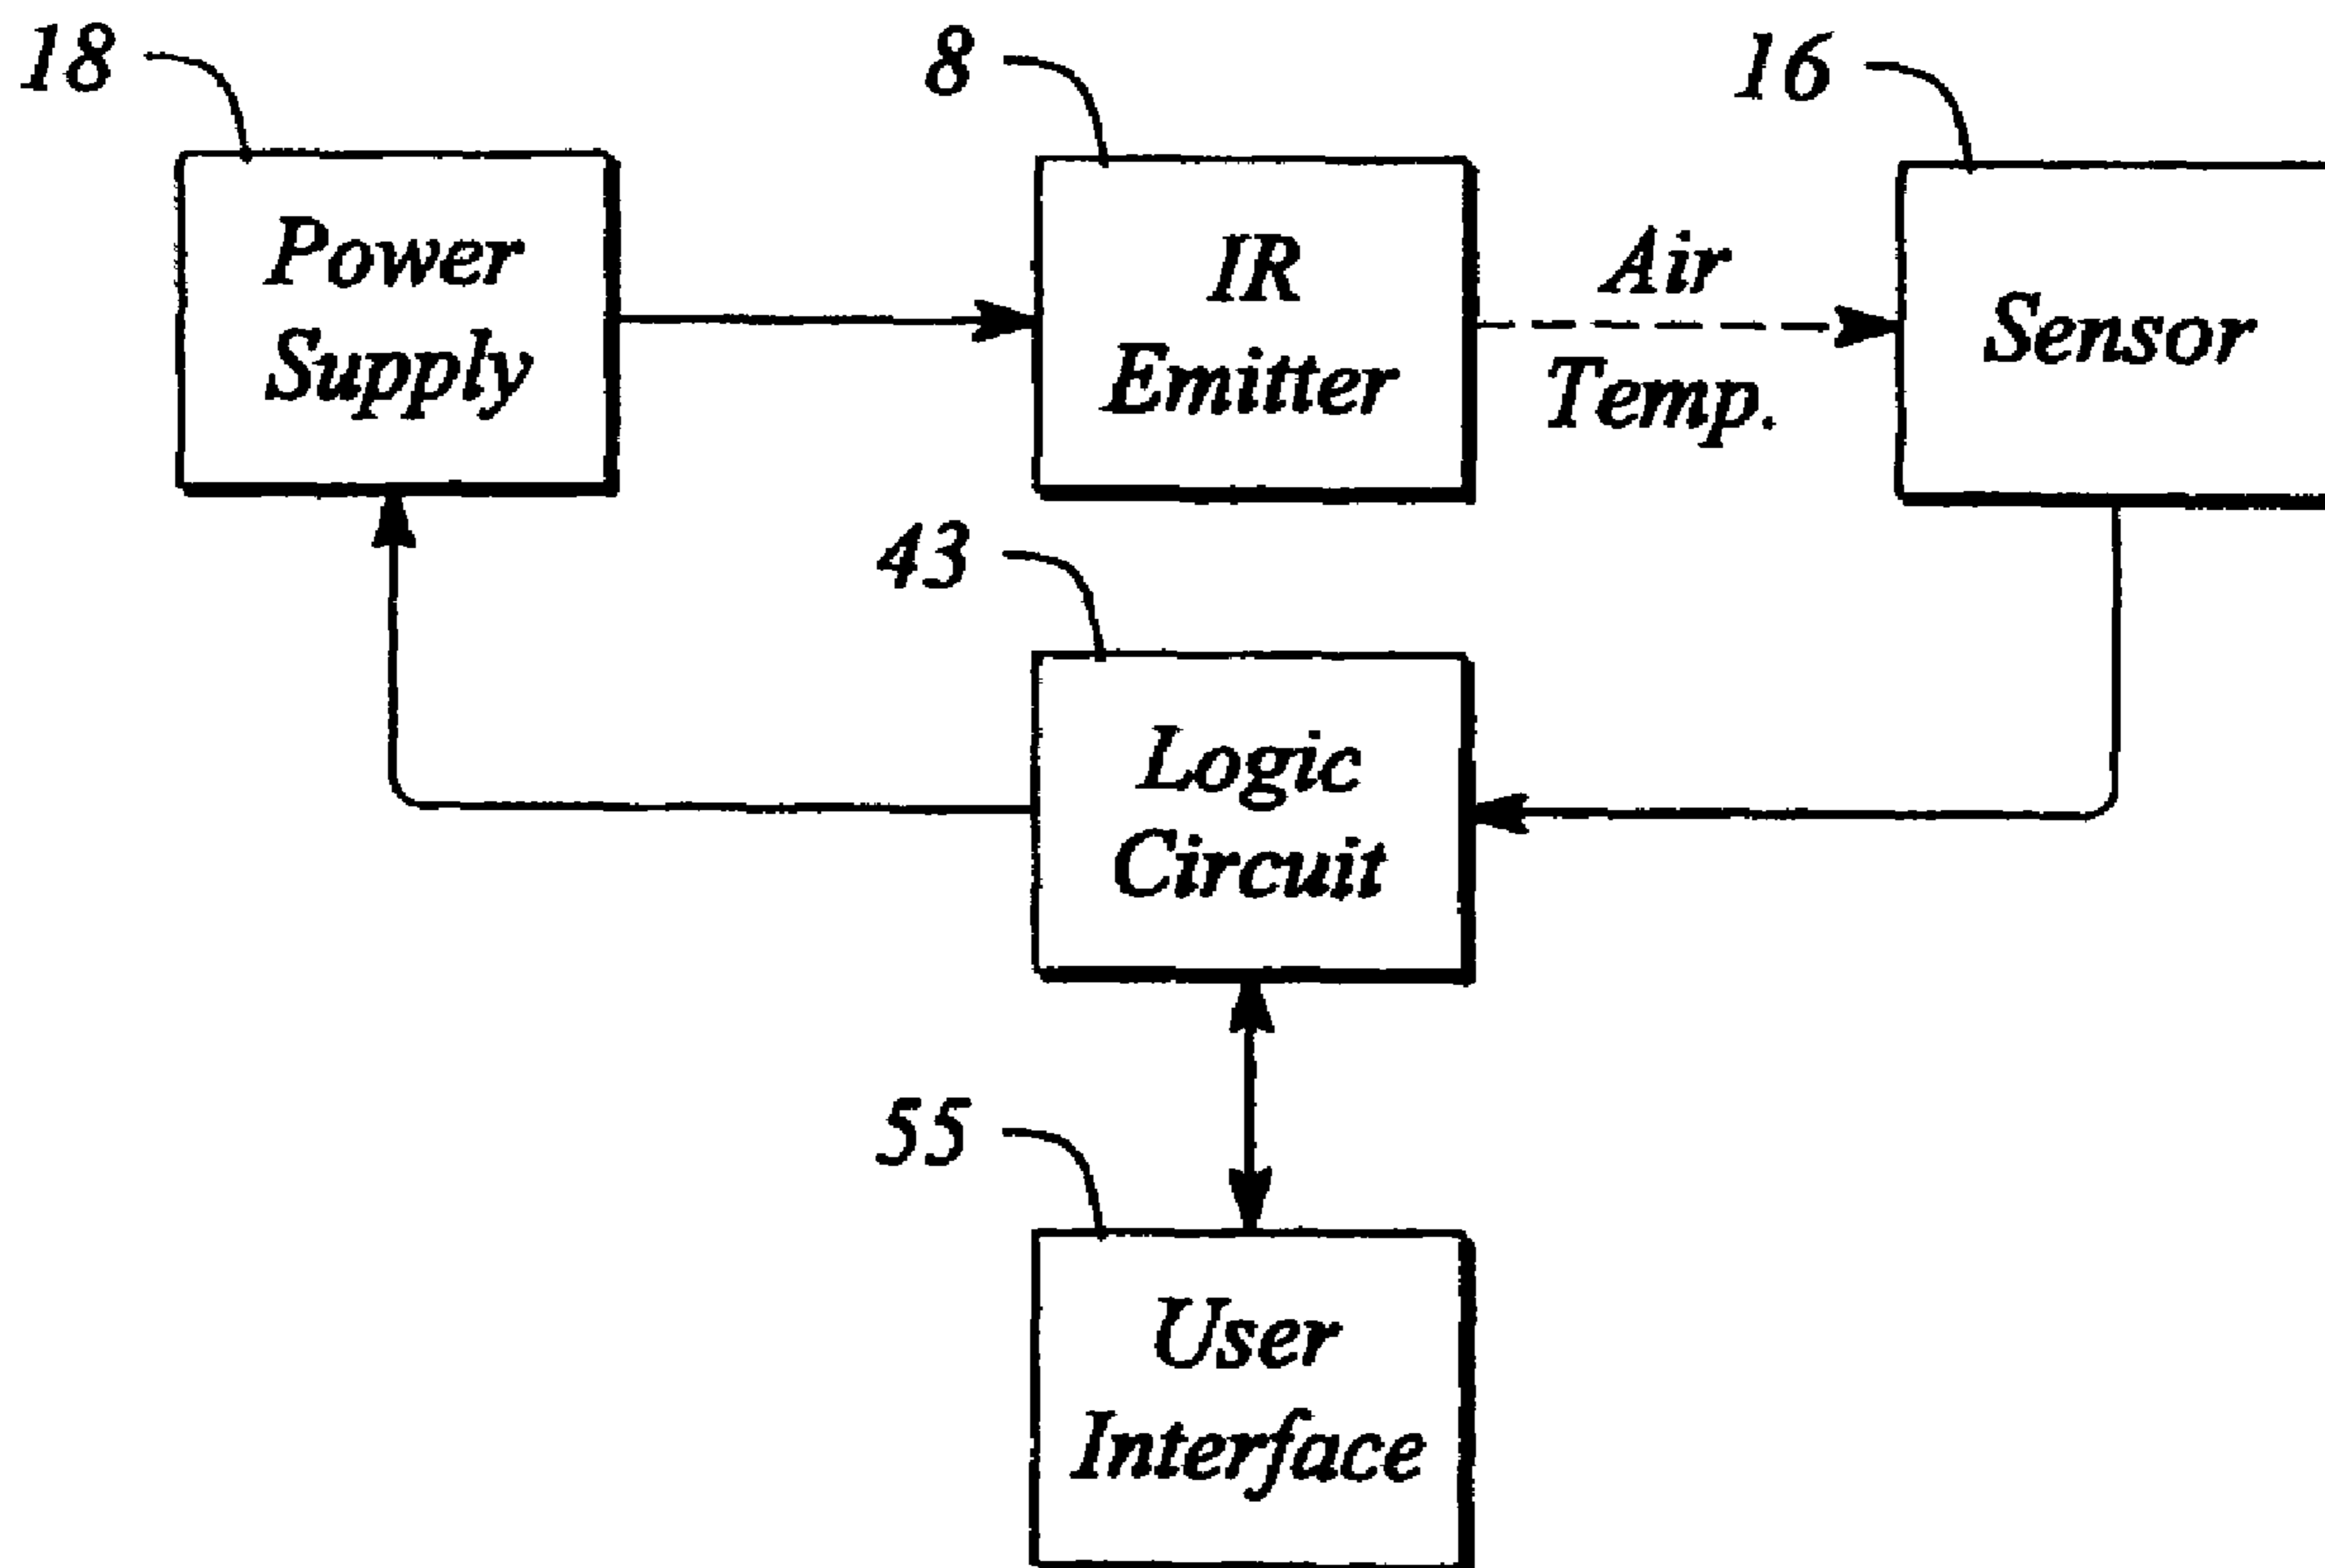 18
8
16
Power
Supply
IR
Emitter
Air
Temp.
Sensor
43
Logic
Circuit
55
User
Interface